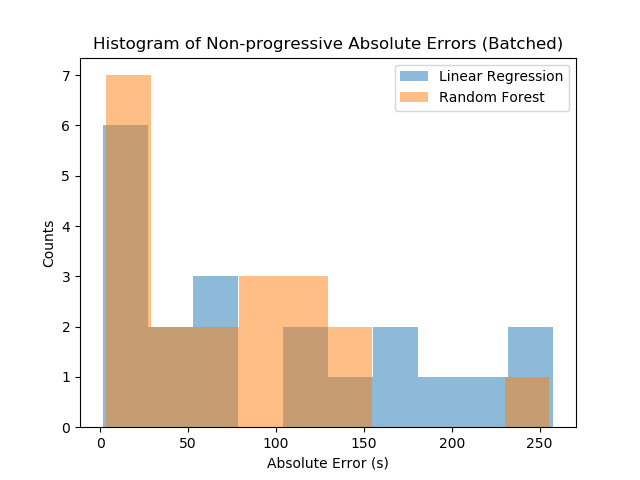 Histogram of Non-progressive Absolute Errors (Batched)
Linear Regression
Random Forest
7
6
5
4
3
2
1
0
Counts
0 50 100 150 200 250
Absolute Error (s)